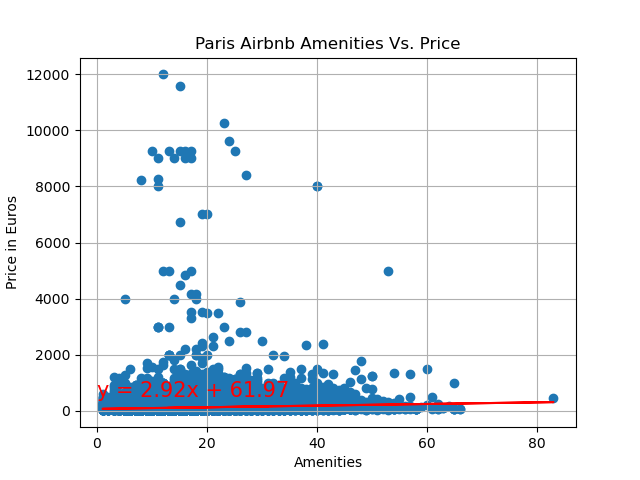 Paris Airbnb Amenities Vs. Price
12000
10000
8000
6000
4000
2000
0
Price in Euros
y = 2.92x + 61.97
0 20 40 60 80
Amenities